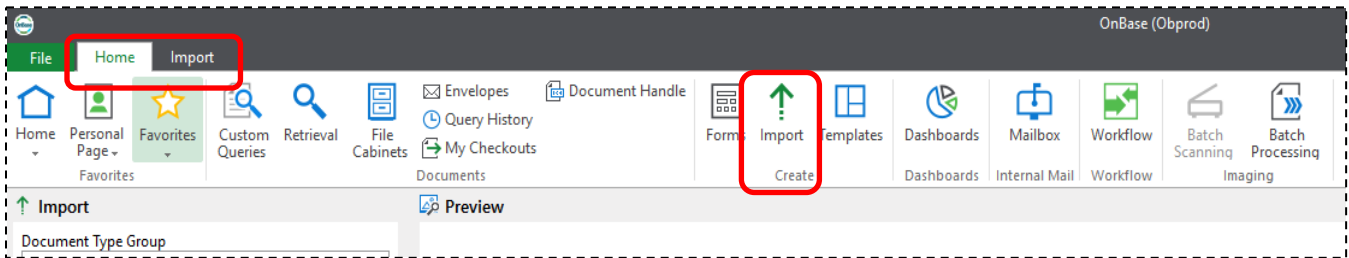 OnBase
OnBase (Obprod)
File Home Import
Home
Personal Page
Favorites
Favorites
Custom Queries
Retrieval
File Cabinets
Envelopes
Query History
My Checkouts
Document Handle
Documents
Forms
Import
Templates
Create
Dashboards
Dashboards
Mailbox
Internal Mail
Workflow
Workflow
Batch Scanning
Batch Processing
Imaging
Import
Preview
Document Type Group